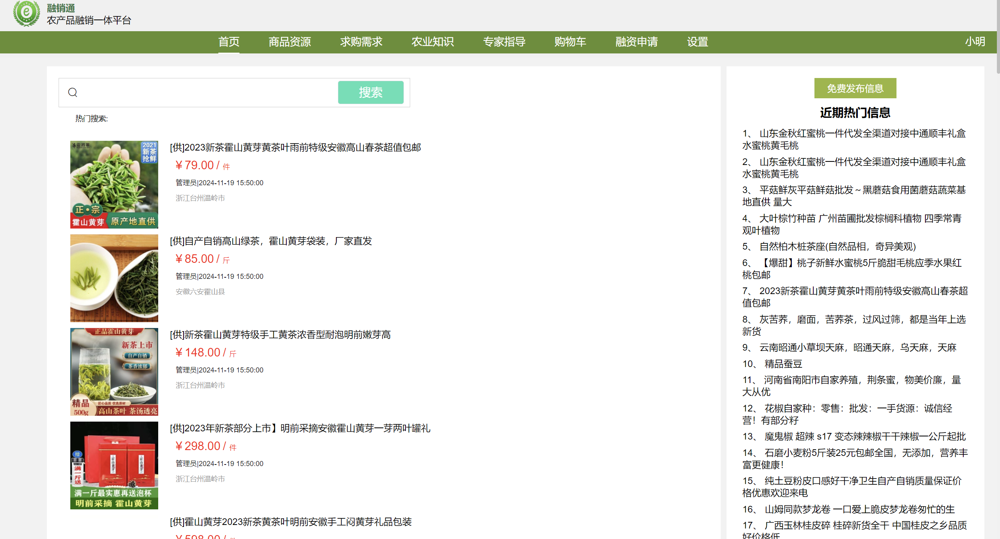 融销通
农产品融销一体平台
首页 商品资源 求购需求 农业知识 专家指导 购物车 融资申请 设置 小明
搜索
热门搜索:
2021
新茶
抢鲜
正·宗
霍山黄芽 原产地直供
[供]2023新茶霍山黄芽黄茶叶雨前特级安徽高山春茶超值包邮
￥79.00 / 件
管理员|2024-11-19 15:50:00
浙江台州温岭市
[供]自产自销高山绿茶，霍山黄芽袋装，厂家直发
￥85.00 / 斤
管理员|2024-11-19 15:50:00
安徽六安霍山县
正品霍山黄芽
新茶上市
自产自销
茶香浓郁
精品
500g
匠心品质 优选原材
高山茶叶 茶汤透亮
[供]新茶霍山黄芽特级手工黄茶浓香型耐泡明前嫩芽高
￥148.00 / 斤
管理员|2024-11-19 15:50:00
浙江台州温岭市
赠
满一斤送
霍山黄芽
霍山黄芽
满一斤最实惠再送泡杯
明前采摘 霍山黄芽
[供]2023年新茶部分上市】明前采摘安徽霍山黄芽一芽两叶罐礼
￥298.00 / 件
管理员|2024-11-19 15:50:00
浙江台州温岭市
[供]霍山黄芽2023新茶黄茶叶明前安徽手工闷黄芽礼品包装
￥598.00 / 件
免费发布信息
近期热门信息
1、 山东金秋红蜜桃一件代发全渠道对接中通顺丰礼盒
水蜜桃黄毛桃
2、 山东金秋红蜜桃一件代发全渠道对接中通顺丰礼盒
水蜜桃黄毛桃
3、 平菇鲜灰平菇鲜菇批发～黑蘑菇食用菌蘑菇蔬菜基
地直供 量大
4、 大叶棕竹种苗 广州苗圃批发棕榈科植物 四季常青
观叶植物
5、 自然柏木桩茶座(自然品相，奇异美观)
6、 【爆甜】桃子新鲜水蜜桃5斤脆甜毛桃应季水果红
桃包邮
7、 2023新茶霍山黄芽黄茶叶雨前特级安徽高山春茶超
值包邮
8、 灰苦荞，磨面，苦荞茶，过风过筛，都是当年上选
新货
9、 云南昭通小草坝天麻，昭通天麻，乌天麻，天麻
10、 精品蚕豆
11、 河南省南阳市自家养殖，荆条蜜，物美价廉，量
大从优
12、 花椒自家种：零售：批发：一手货源：诚信经
营！有部分籽
13、 魔鬼椒 超辣 s17 变态辣辣椒干干辣椒一公斤起批
14、 石磨小麦粉5斤装25元包邮全国，无添加，营养丰
富更健康！
15、 纯土豆粉皮口感好干净卫生自产自销质量保证价
格优惠欢迎来电
16、 山姆同款梦龙卷 一口爱上脆皮梦龙卷匆忙的生
17、 广西玉林桂皮碎 桂碎新货全干 中国桂皮之乡品质
好价格低